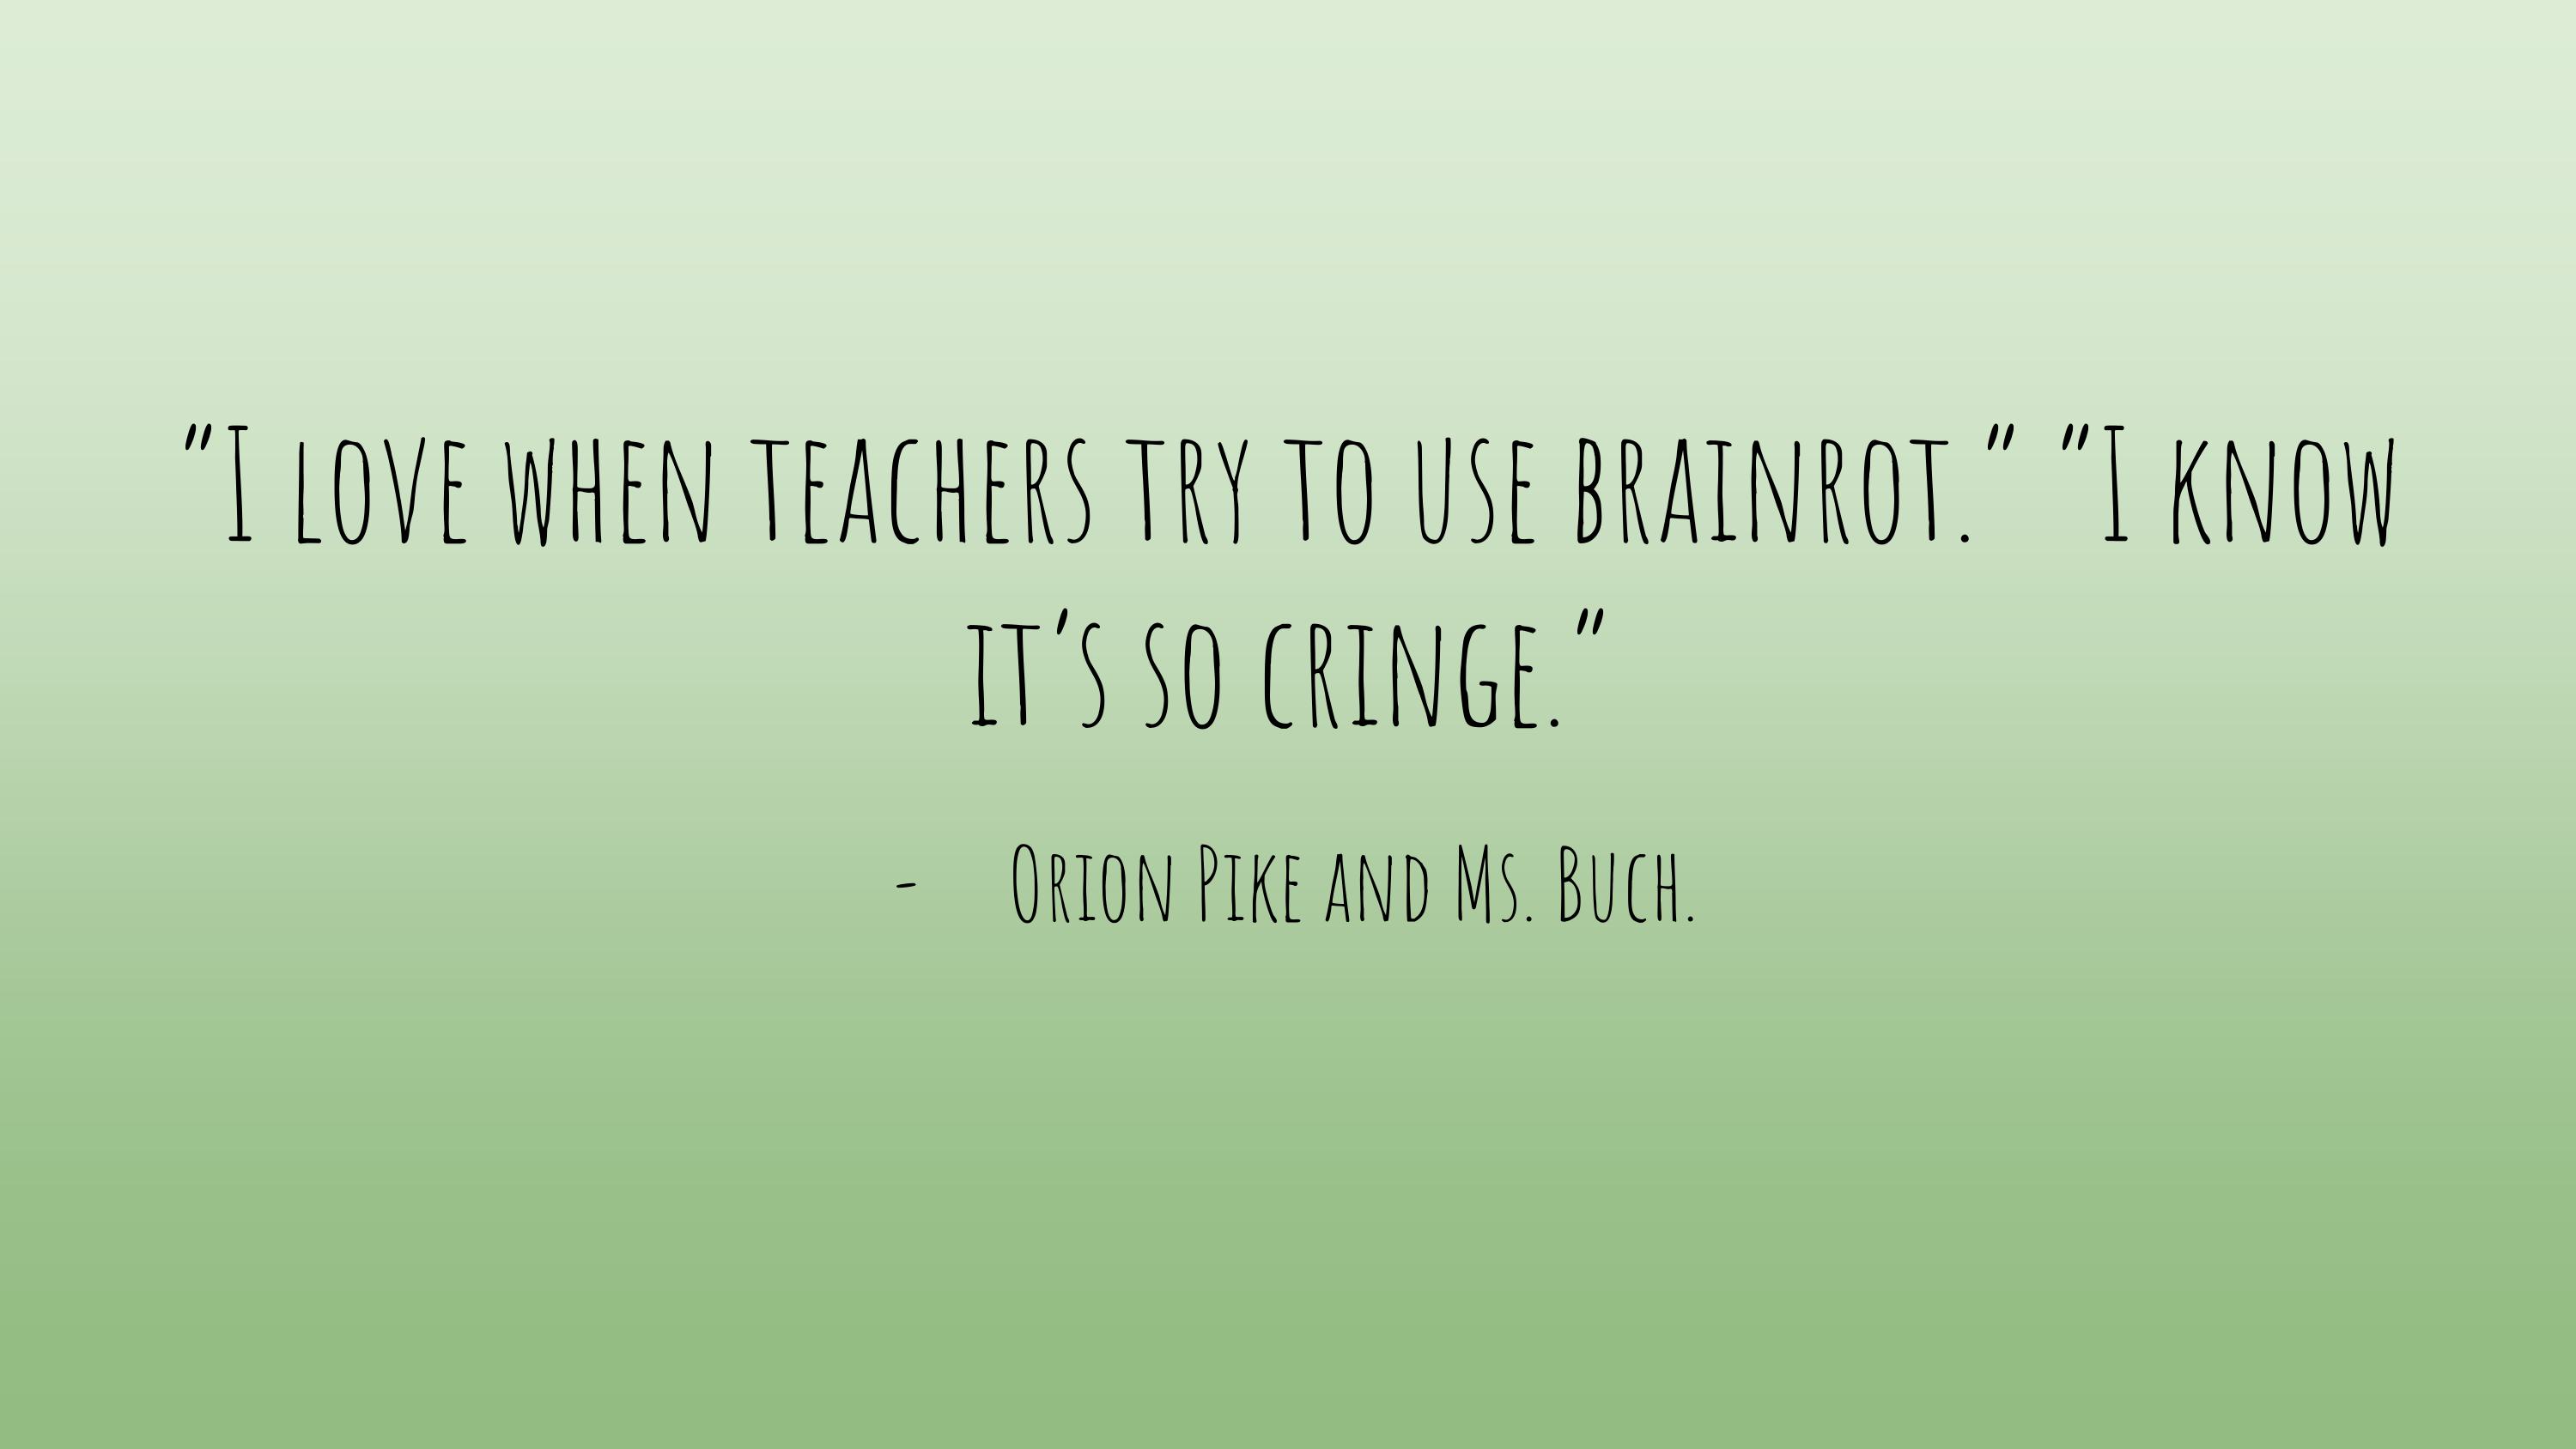 "I love when teachers try to use brainrot." "I know
it's so cringe."
- Orion Pike and Ms. Buch.